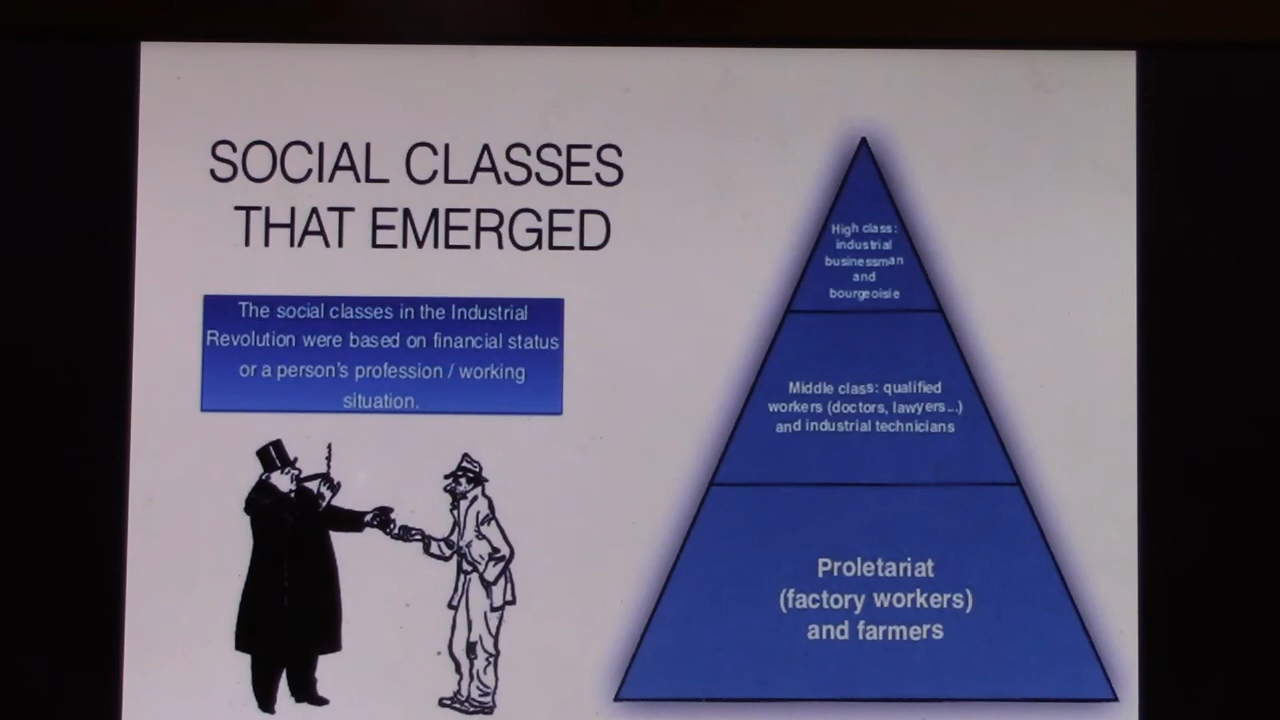 SOCIAL CLASSES
THAT EMERGED
The social classes in the Industrial
Revolution were based on financial status
or a person's profession / working
situation.
High class:
industrial
businessman
and
bourgeoisie
Middle class: qualified
workers (doctors, lawyers...)
and industrial technicians
Proletariat
(factory workers)
and farmers